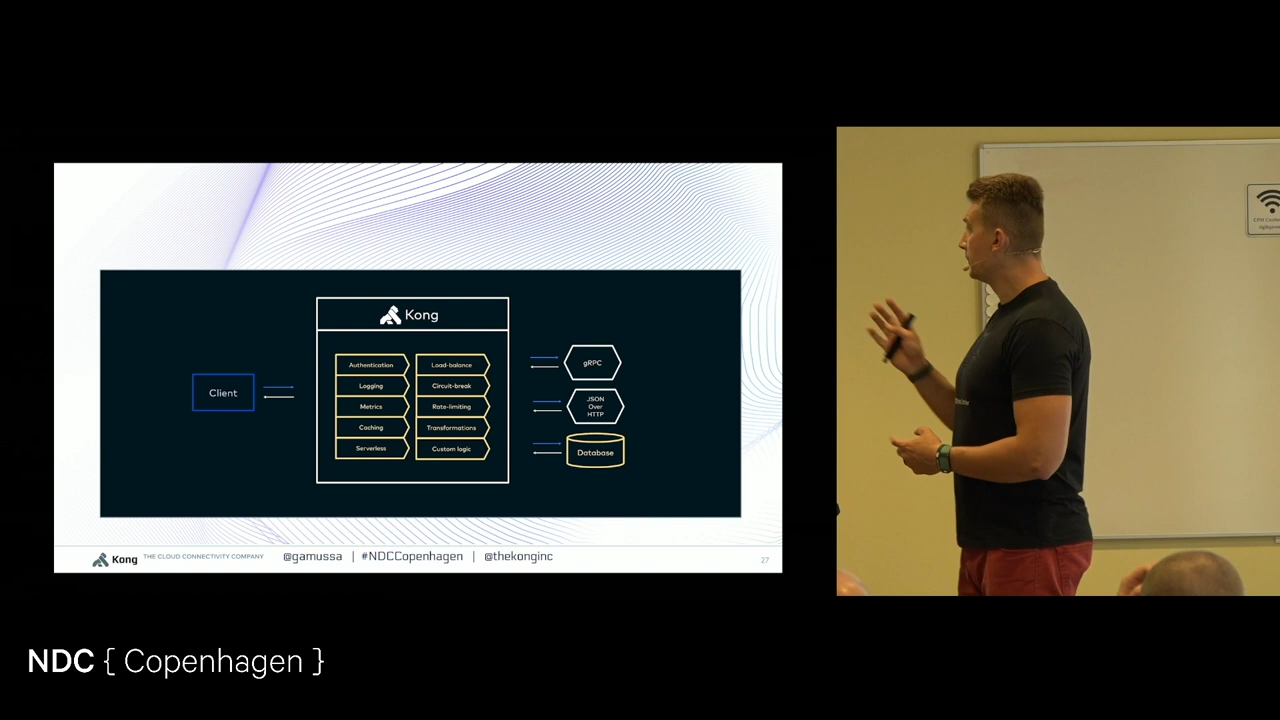 Kong
Client
Authentication
Logging
Metrics
Caching
Serverless
Load-balance
Circuit-break
Rate-limiting
Transformations
Custom logic
gRPC
JSON
Over
HTTP
Database
Kong THE CLOUD CONNECTIVITY COMPANY @gamussa | #NDCCopenhagen | @thekonginc 27
NDC { Copenhagen }